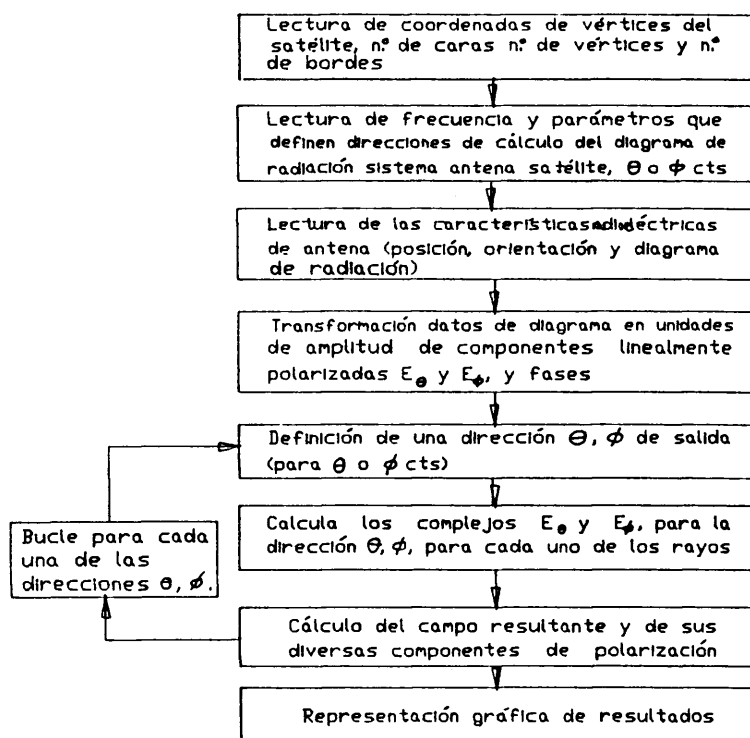 Lectura de coordenadas de vértices del
satélite, n.º de caras n.º de vértices y n.º
de bordes
Lectura de frecuencia y parámetros que
definen direcciones de cálculo del diagrama de
radiación sistema antena satélite, θ o ϕ cts
Lectura de las características
de antena (posición, orientación y diagrama
de radiación)
Transformación datos de diagrama en unidades
de amplitud de componentes linealmente
polarizadas E_θ y E_ϕ, y fases
Definición de una dirección θ, ϕ de salida
(para θ o ϕ cts)
Calcula los complejos E_θ y E_ϕ, para la
dirección θ, ϕ, para cada uno de los rayos
Bucle para cada
una de las
direcciones θ, ϕ.
Cálculo del campo resultante y de sus
diversas componentes de polarización
Representación gráfica de resultados